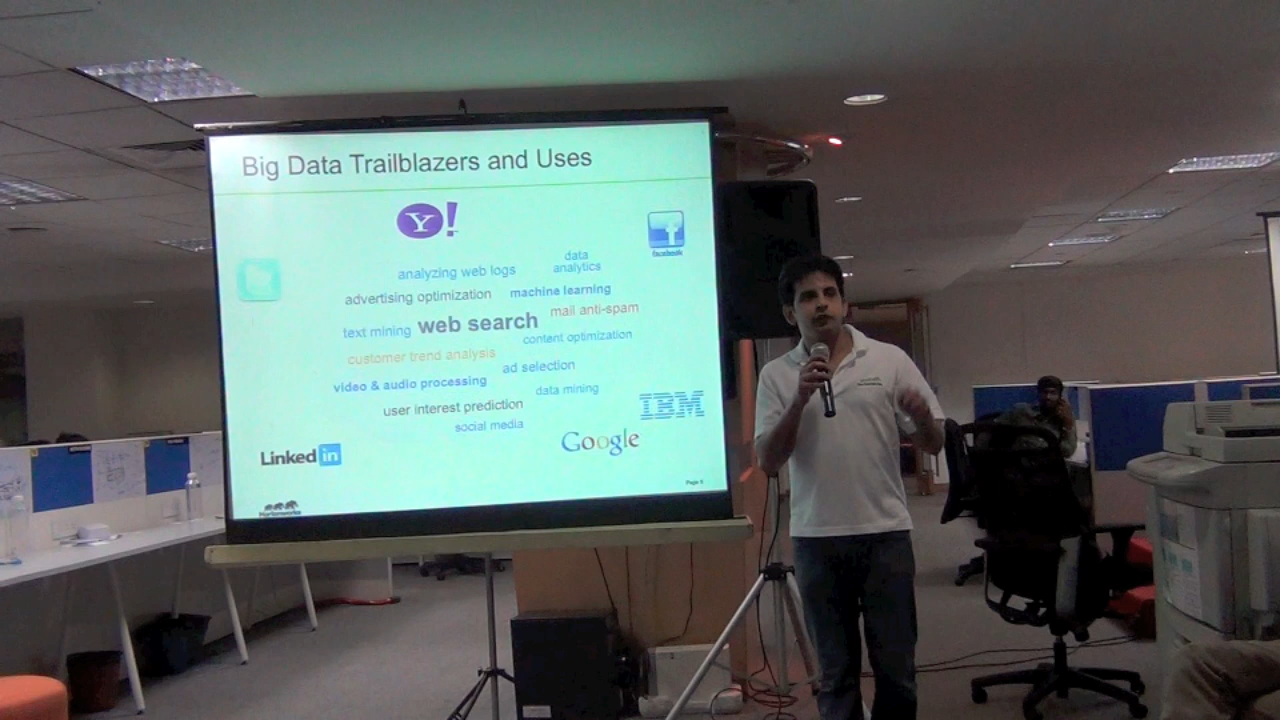 Big Data Trailblazers and Uses
Y!
facebook
data
analytics
analyzing web logs
advertising optimization
machine learning
mail anti-spam
text mining
web search
content optimization
customer trend analysis
ad selection
video & audio processing
data mining
user interest prediction
social media
IBM
Google
Linked in
Hortonworks